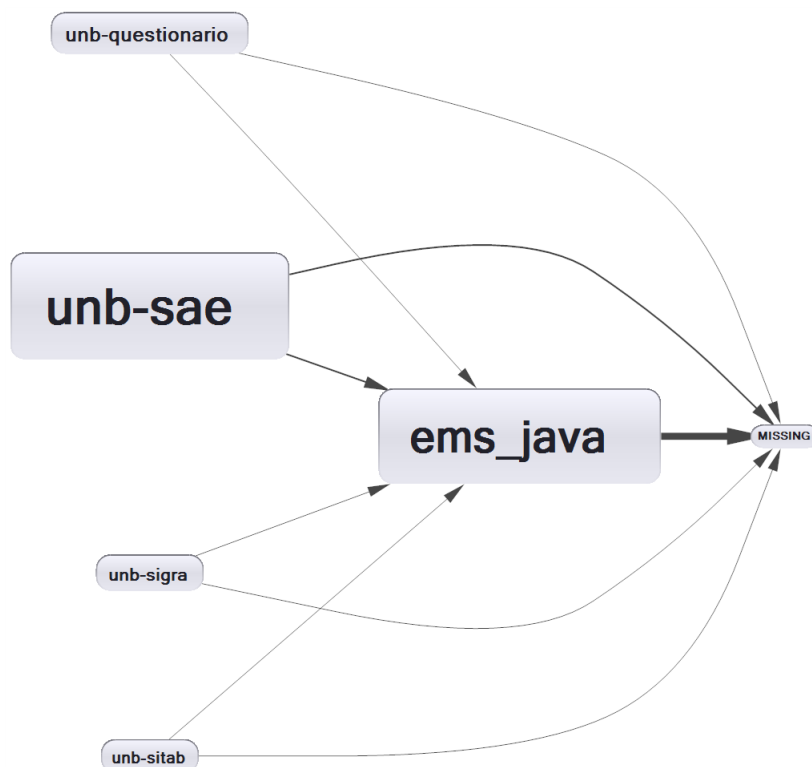 unb-questionario
unb-sae
ems_java
MISSING
unb-sigra
unb-sitab